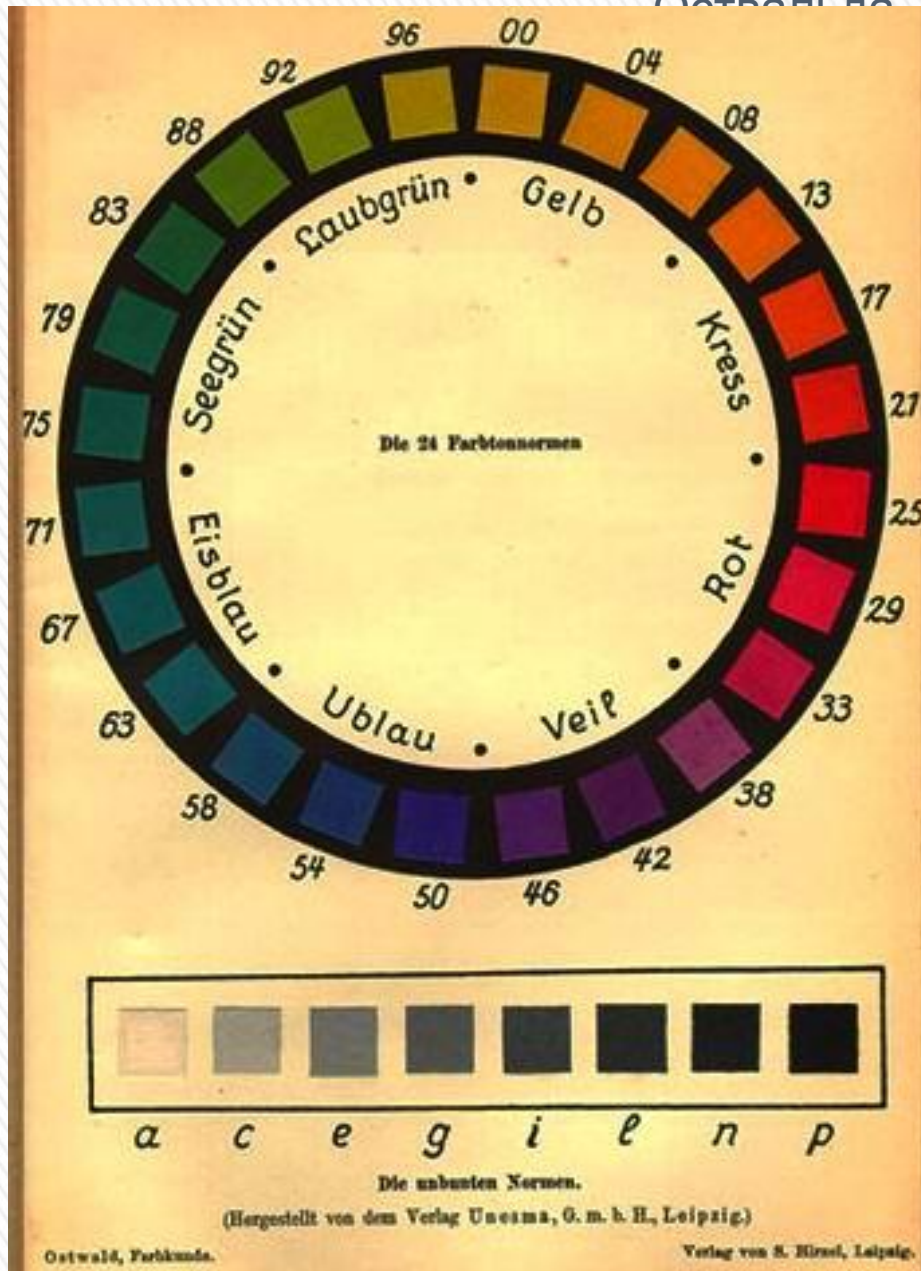 Оствальда
96 00
92 04
88 08
83 13
79 17
75 21
71 25
67 29
63 33
58 38
54 42
50 46
Laubgrün Gelb
Seegrün Kress
Die 24 Farbtonnormen
Eisblau Rot
Ublau Veil
a c e g i l n p
Die unbunten Normen.
(Hergestellt von dem Verlag Unesma, G. m. b. H., Leipzig.)
Ostwald, Farbkunde. Verlag von S. Hirzel, Leipzig.